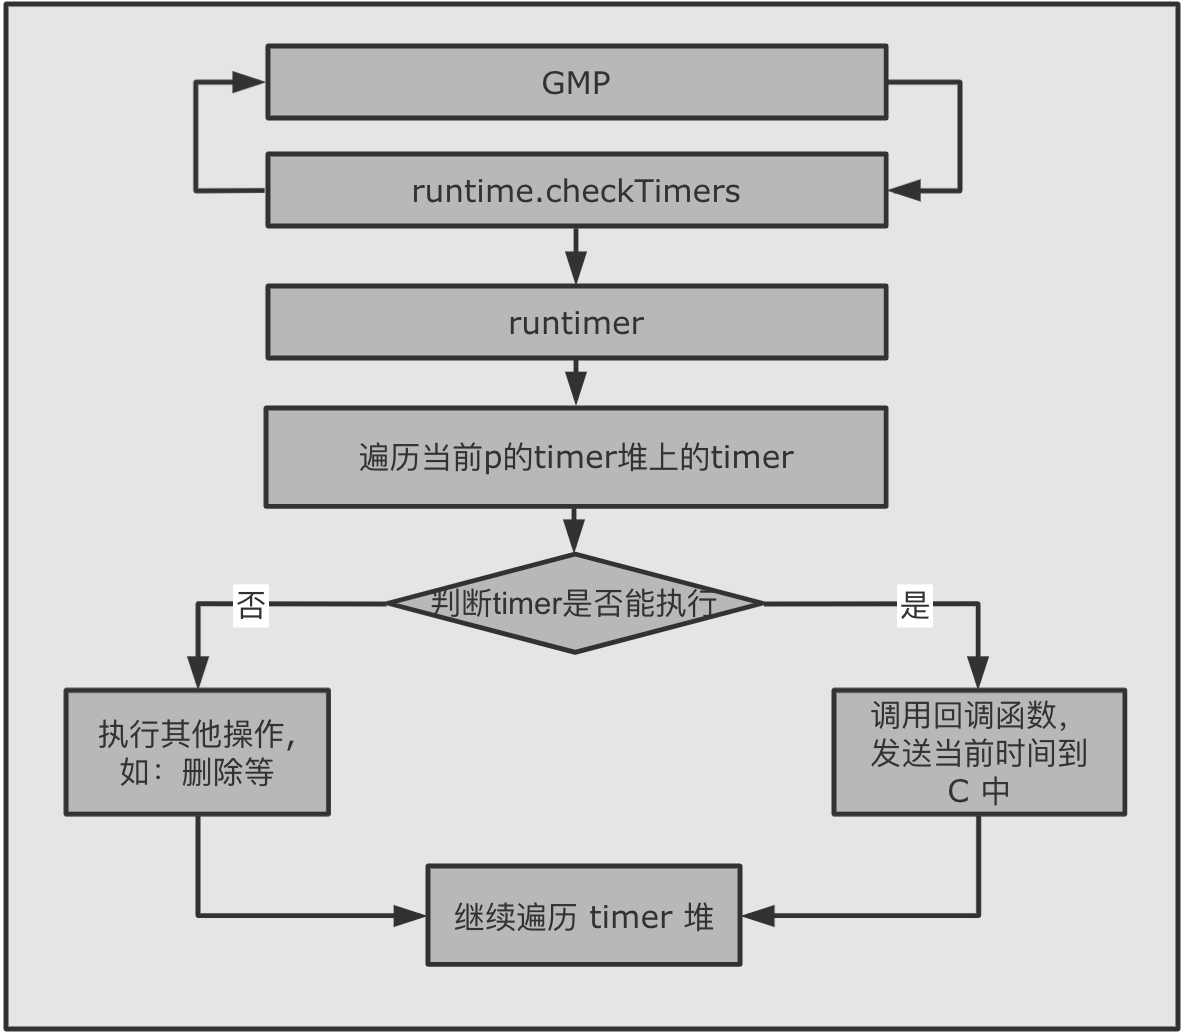 GMP
runtime.checkTimers
runtimer
遍历当前p的timer堆上的timer
判断timer是否能执行
否
是
执行其他操作，
如：删除等
调用回调函数，
发送当前时间到
C 中
继续遍历 timer 堆